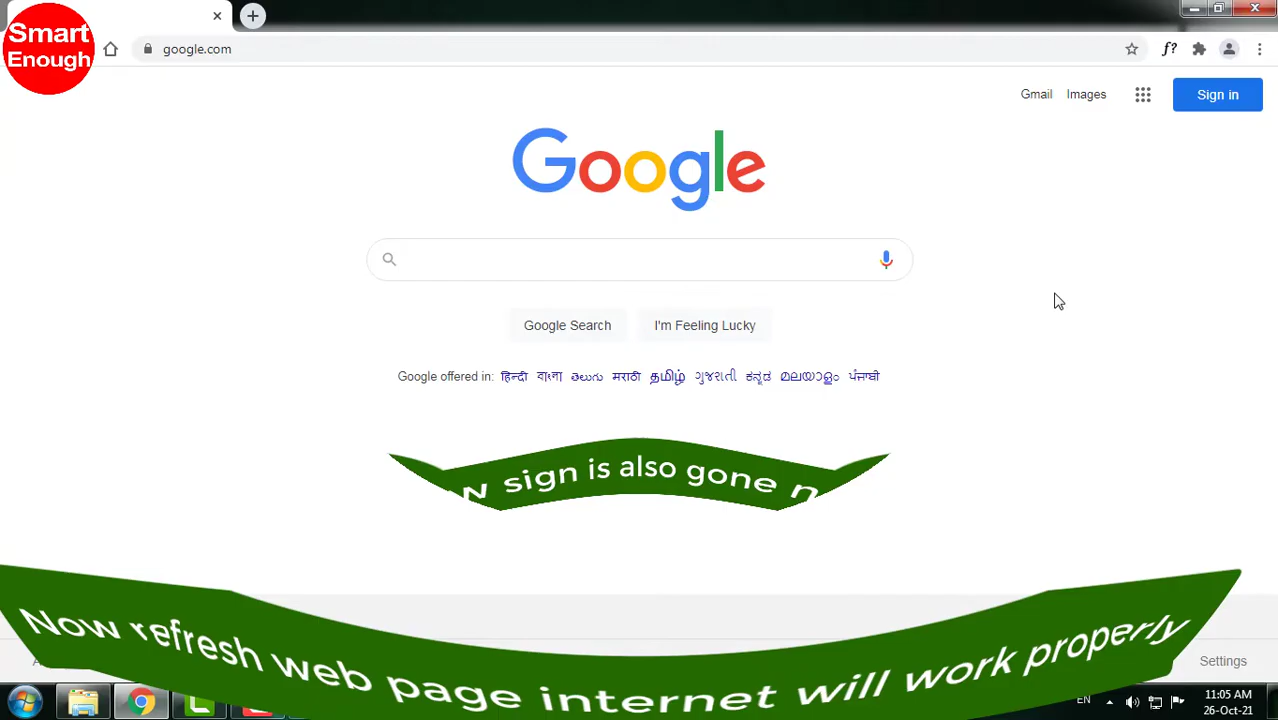 Smart
Enough
google.com
f?
Gmail Images
Sign in
Google
Google Search I'm Feeling Lucky
Google offered in: हिन्दी বাংলা తెలుగు मराठी தமிழ் ગુજરાતી ಕನ್ನಡ മലയാളം ਪੰਜਾਬੀ
sign is also gone
Now refresh web page internet will work properly
Settings
EN
11:05 AM
26-Oct-21